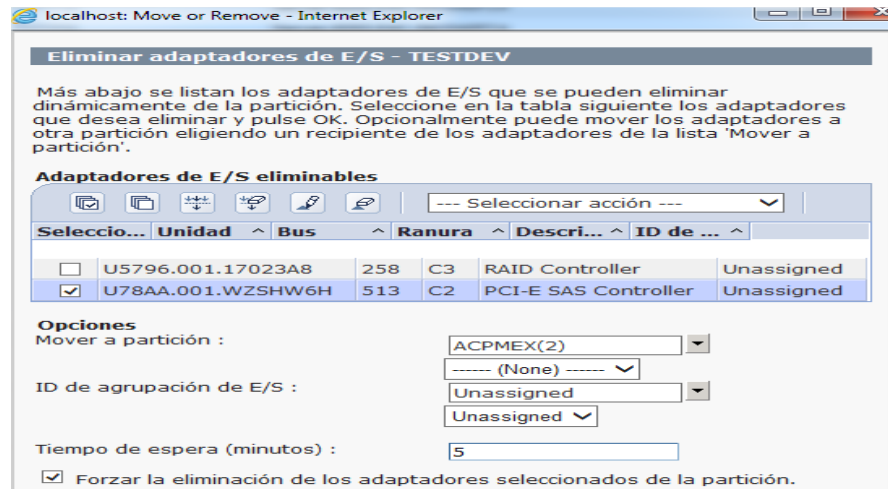 localhost: Move or Remove - Internet Explorer
Eliminar adaptadores de E/S - TESTDEV
Más abajo se listan los adaptadores de E/S que se pueden eliminar
dinámicamente de la partición. Seleccione en la tabla siguiente los adaptadores
que desea eliminar y pulse OK. Opcionalmente puede mover los adaptadores a
otra partición eligiendo un recipiente de los adaptadores de la lista 'Mover a
partición'.
Adaptadores de E/S eliminables
--- Seleccionar acción ---
Seleccio... Unidad ^ Bus ^ Ranura ^ Descri... ^ ID de ... ^
U5796.001.17023A8 258 C3 RAID Controller Unassigned
U78AA.001.WZSHW6H 513 C2 PCI-E SAS Controller Unassigned
Opciones
Mover a partición : ACPMEX(2)
------ (None) ------
ID de agrupación de E/S : Unassigned
Unassigned
Tiempo de espera (minutos) : 5
Forzar la eliminación de los adaptadores seleccionados de la partición.